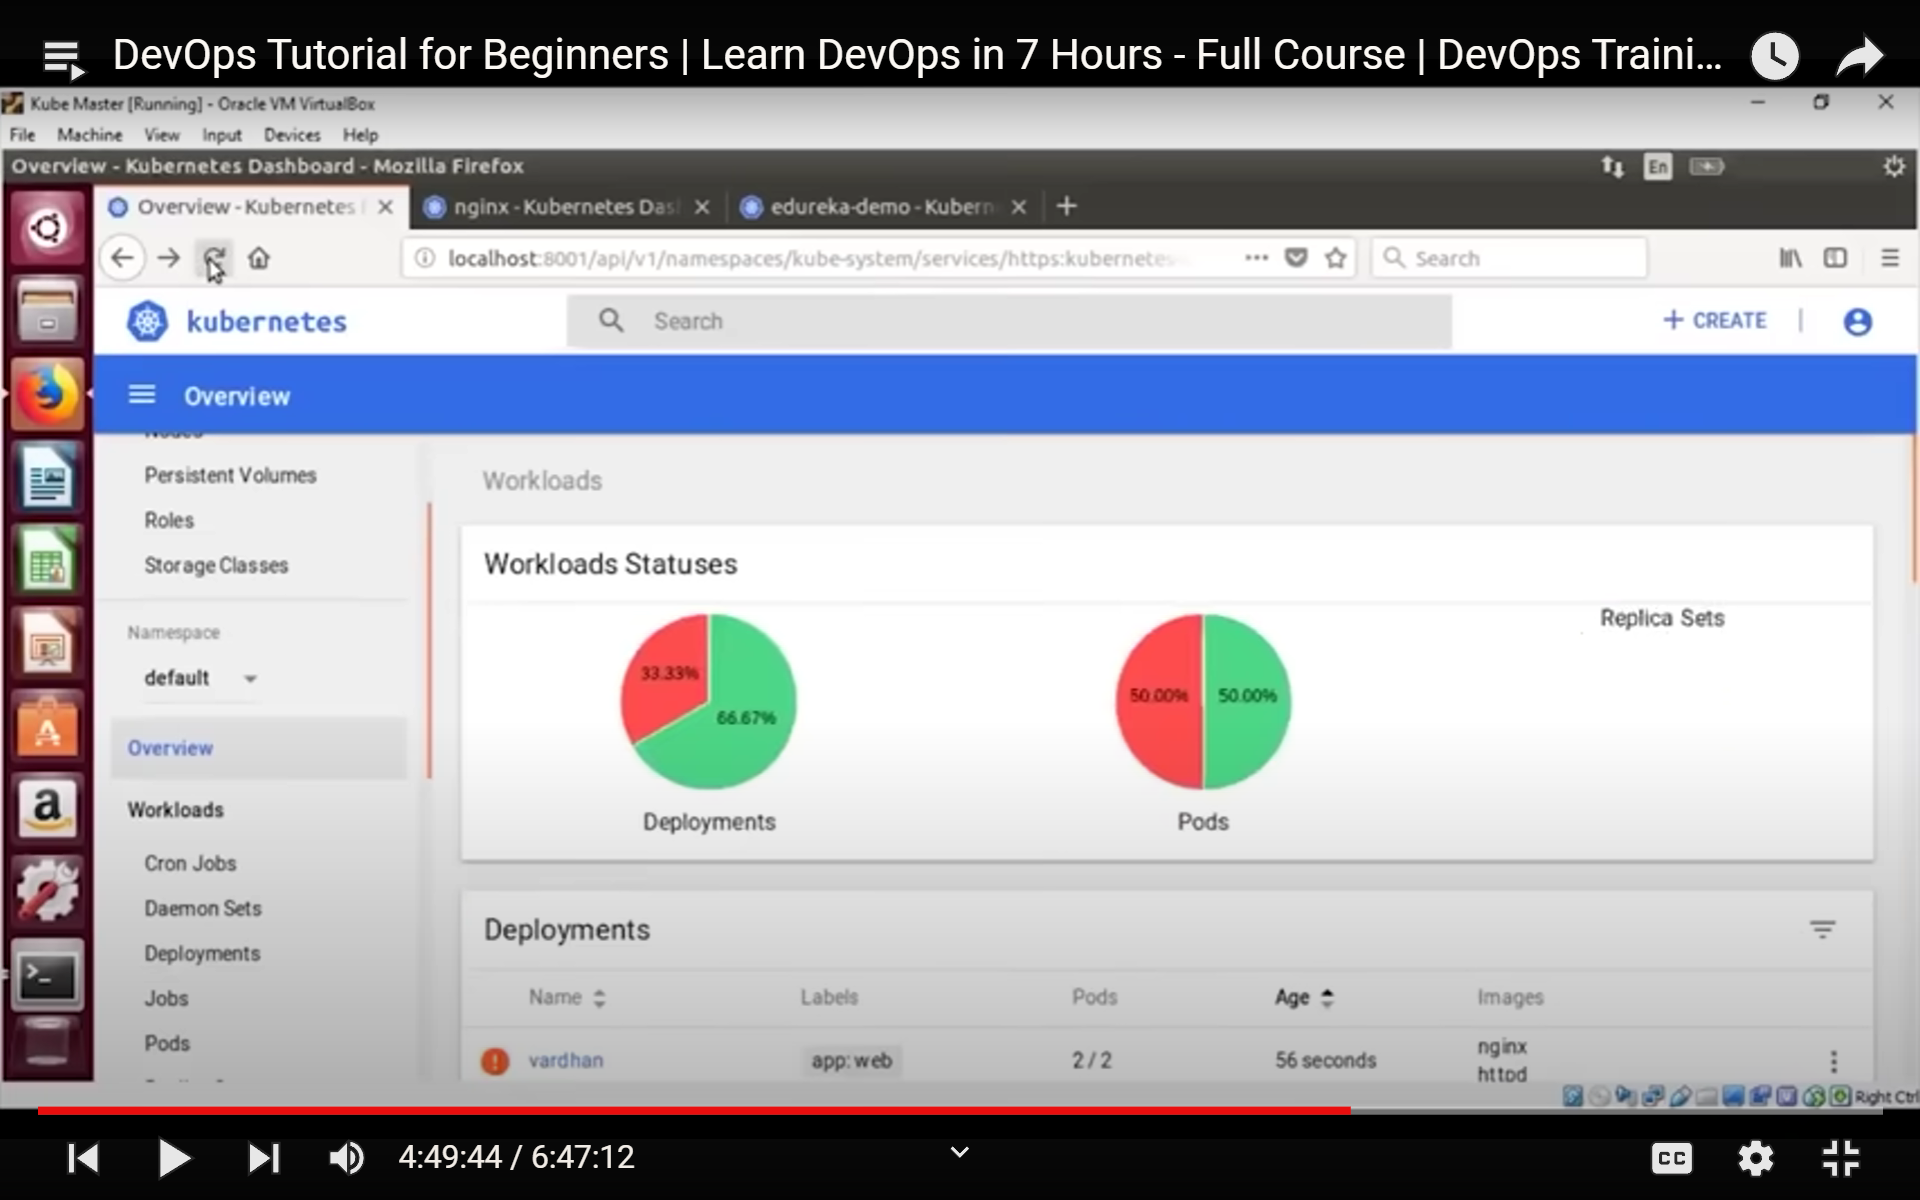 DevOps Tutorial for Beginners | Learn DevOps in 7 Hours - Full Course | DevOps Traini...
Kube Master [Running] - Oracle VM VirtualBox
File Machine View Input Devices Help
Overview - Kubernetes Dashboard - Mozilla Firefox
En
Overview - Kubernetes
nginx - Kubernetes Das
edureka-demo - Kubern
localhost:8001/api/v1/namespaces/kube-system/services/https:kubernetes
Search
kubernetes
Search
+ CREATE
Overview
Nodes
Persistent Volumes
Roles
Storage Classes
Namespace
default
Overview
Workloads
Cron Jobs
Daemon Sets
Deployments
Jobs
Pods
Workloads
Workloads Statuses
33.33%
66.67%
Deployments
50.00%
50.00%
Pods
Replica Sets
Deployments
Name Labels Pods Age Images
vardhan app: web 2 / 2 56 seconds nginx
httpd
Right Ctrl
4:49:44 / 6:47:12
CC